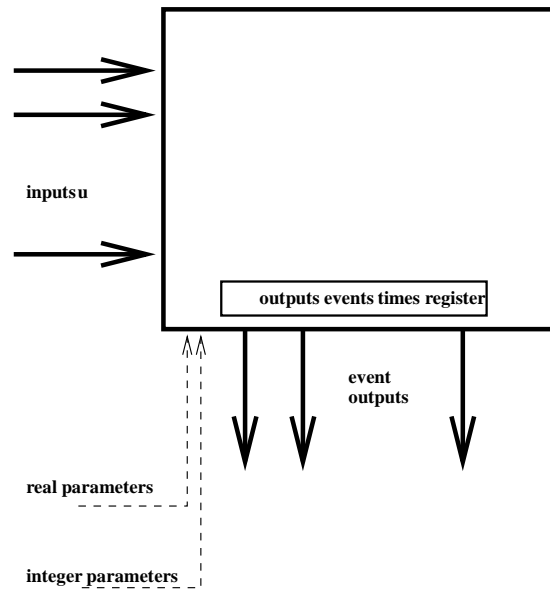 inputs u
outputs events times register
event
outputs
real parameters
integer parameters